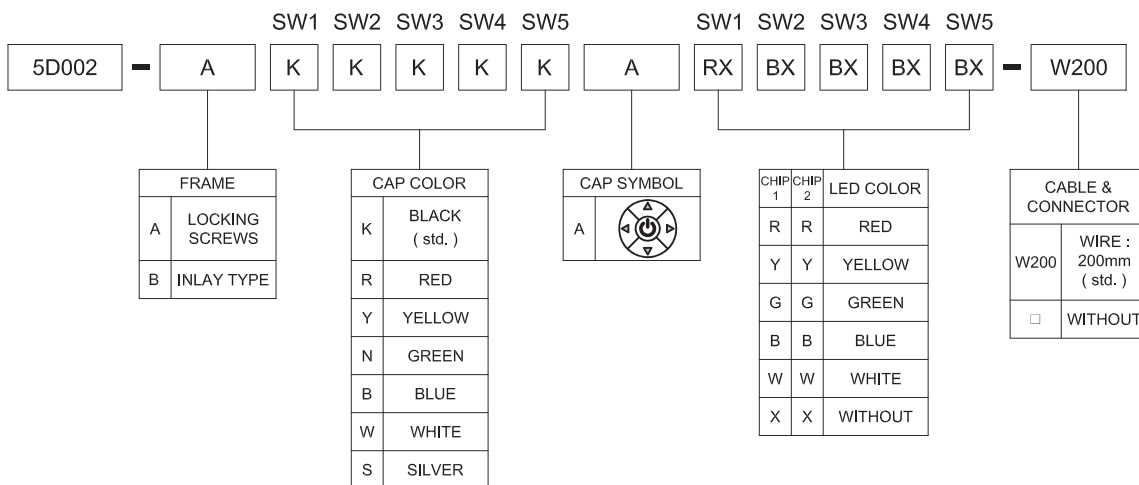 SW1 SW2 SW3 SW4 SW5 SW1 SW2 SW3 SW4 SW5
5D002 - A K K K K K A RX BX BX BX BX - W200
FRAME
A LOCKING SCREWS
B INLAY TYPE
CAP COLOR
K BLACK ( std. )
R RED
Y YELLOW
N GREEN
B BLUE
W WHITE
S SILVER
CAP SYMBOL
A
CHIP 1 CHIP 2 LED COLOR
R R RED
Y Y YELLOW
G G GREEN
B B BLUE
W W WHITE
X X WITHOUT
CABLE &
CONNECTOR
W200 WIRE : 200mm ( std. )
□ WITHOUT